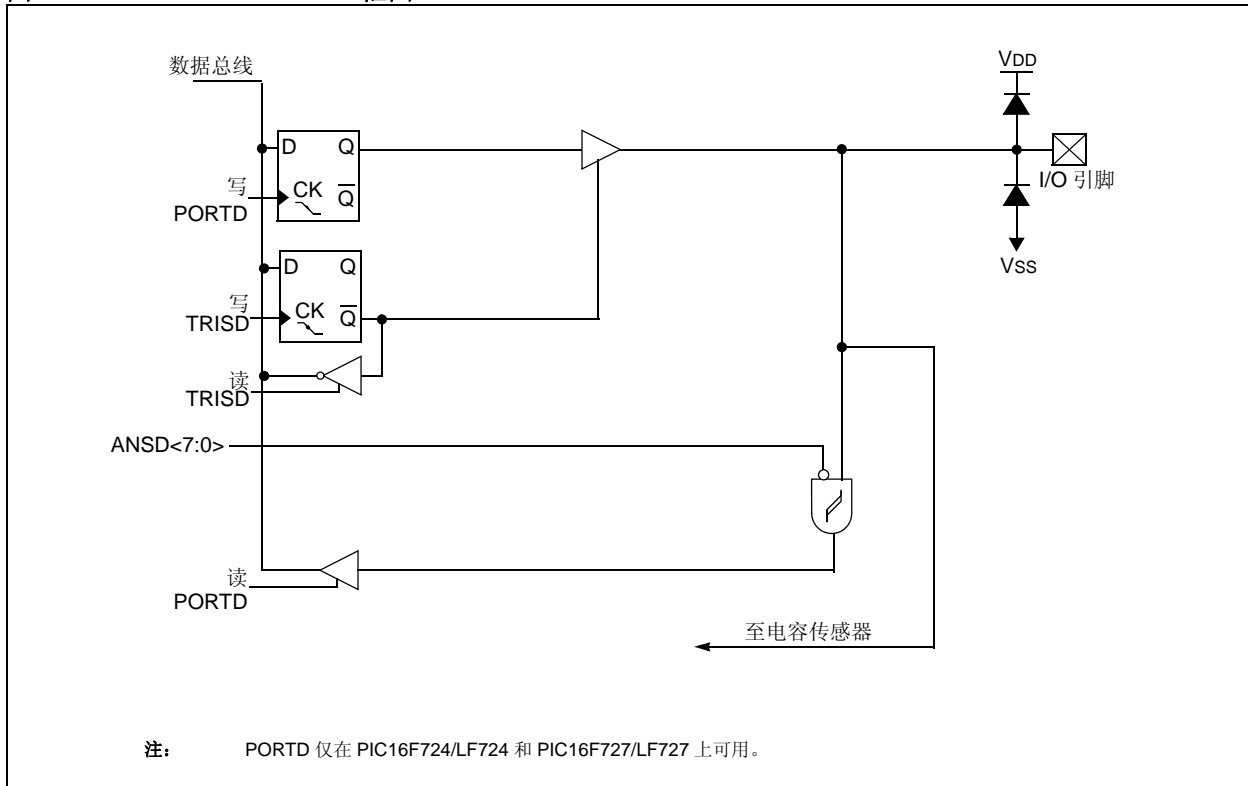 数据总线
VDD
D Q
写
PORTD
CK Q
I/O 引脚
VSS
D Q
写
TRISD
CK Q
读
TRISD
ANSD<7:0>
读
PORTD
至电容传感器
注： PORTD 仅在 PIC16F724/LF724 和 PIC16F727/LF727 上可用。